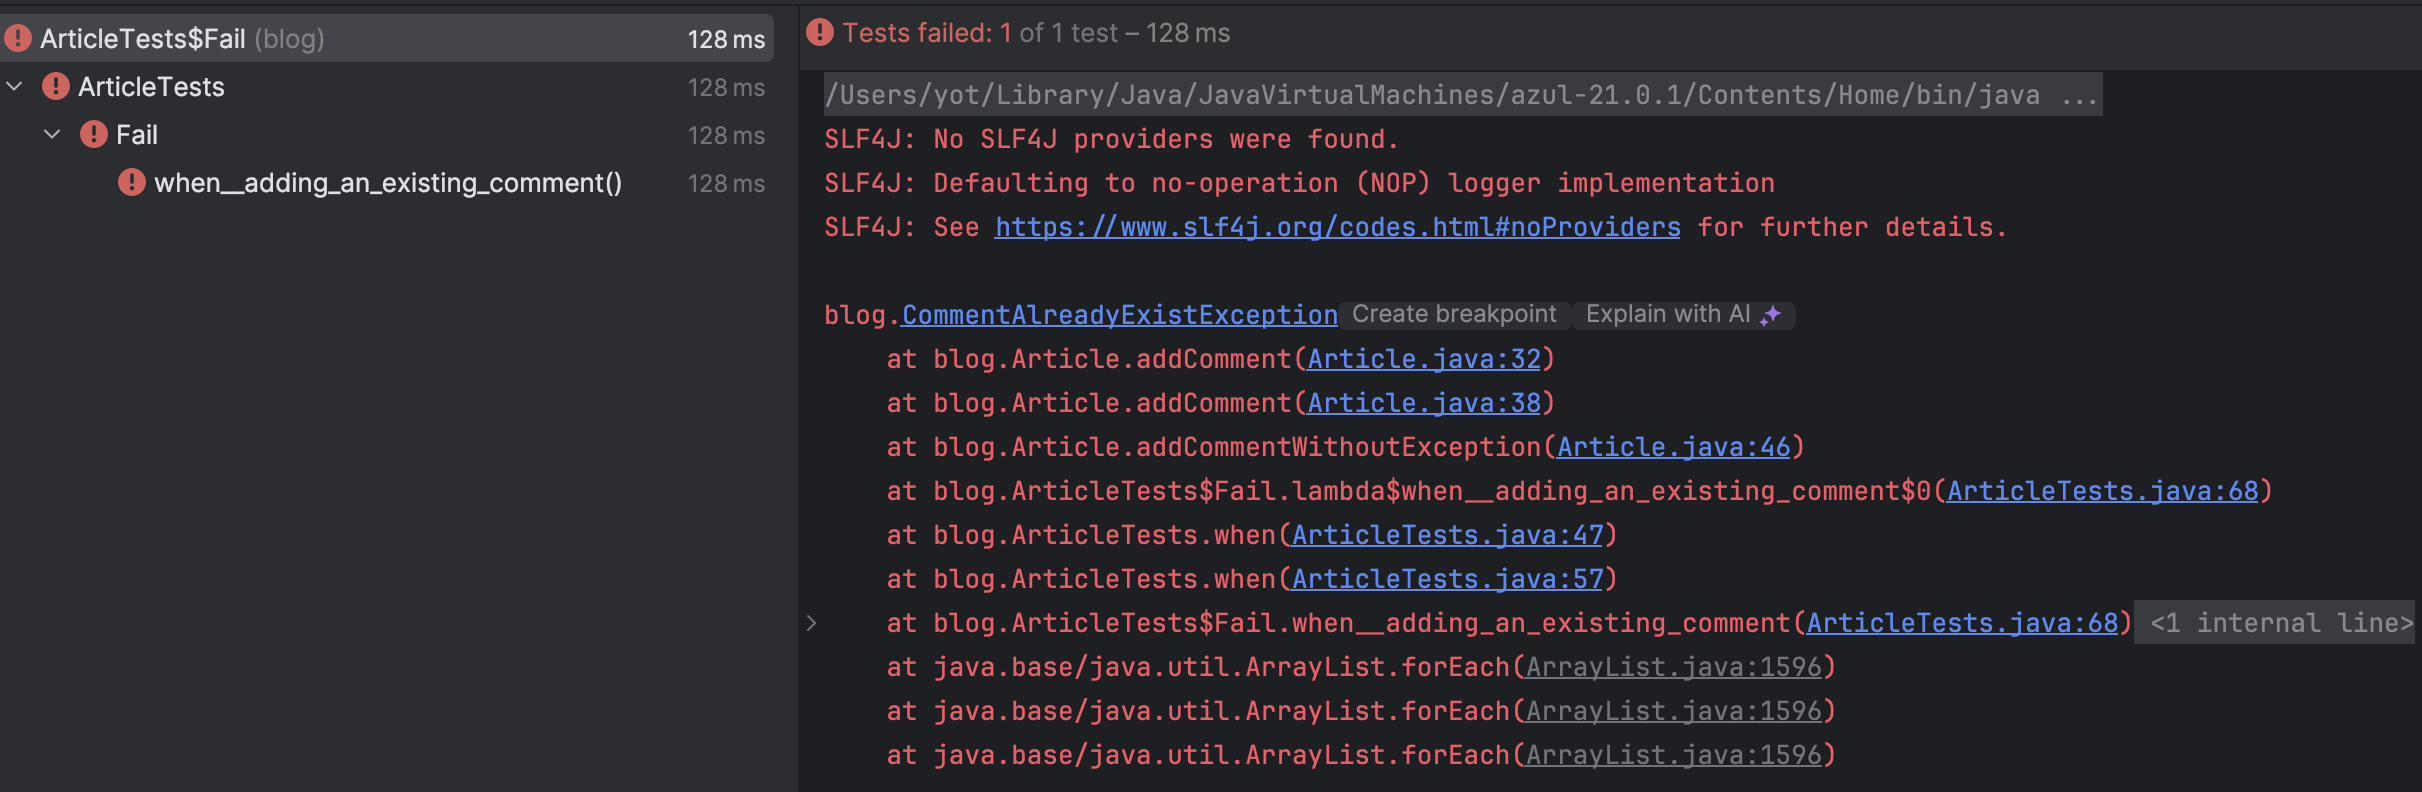 ArticleTests$Fail (blog) 128 ms
ArticleTests 128 ms
Fail 128 ms
when__adding_an_existing_comment() 128 ms
Tests failed: 1 of 1 test – 128 ms
/Users/yot/Library/Java/JavaVirtualMachines/azul-21.0.1/Contents/Home/bin/java ...
SLF4J: No SLF4J providers were found.
SLF4J: Defaulting to no-operation (NOP) logger implementation
SLF4J: See https://www.slf4j.org/codes.html#noProviders for further details.
blog.CommentAlreadyExistException Create breakpoint Explain with AI
at blog.Article.addComment(Article.java:32)
at blog.Article.addComment(Article.java:38)
at blog.Article.addCommentWithoutException(Article.java:46)
at blog.ArticleTests$Fail.lambda$when__adding_an_existing_comment$0(ArticleTests.java:68)
at blog.ArticleTests.when(ArticleTests.java:47)
at blog.ArticleTests.when(ArticleTests.java:57)
at blog.ArticleTests$Fail.when__adding_an_existing_comment(ArticleTests.java:68) <1 internal line>
at java.base/java.util.ArrayList.forEach(ArrayList.java:1596)
at java.base/java.util.ArrayList.forEach(ArrayList.java:1596)
at java.base/java.util.ArrayList.forEach(ArrayList.java:1596)